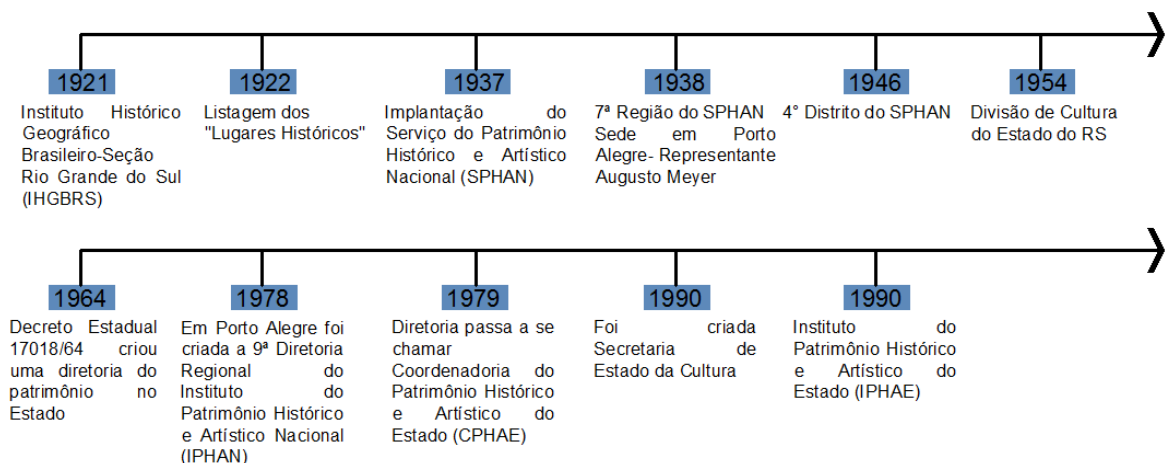 1921
Instituto Histórico
Geográfico
Brasileiro-Seção
Rio Grande do Sul
(IHGBRS)
1922
Listagem dos
"Lugares Históricos"
1937
Implantação do
Serviço do Patrimônio
Histórico e Artístico
Nacional (SPHAN)
1938
7ª Região do SPHAN
Sede em Porto
Alegre- Representante
Augusto Meyer
1946
4° Distrito do SPHAN
1954
Divisão de Cultura
do Estado do RS
1964
Decreto Estadual
17018/64 criou
uma diretoria do
patrimônio no
Estado
1978
Em Porto Alegre foi
criada a 9ª Diretoria
Regional do
Instituto do
Patrimônio Histórico
e Artístico Nacional
(IPHAN)
1979
Diretoria passa a se
chamar
Coordenadoria do
Patrimônio Histórico
e Artístico do
Estado (CPHAE)
1990
Foi criada
Secretaria de
Estado da Cultura
1990
Instituto do
Patrimônio Histórico
e Artístico do
Estado (IPHAE)